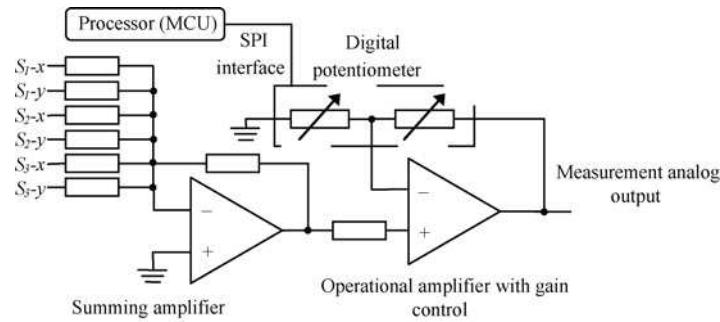 Processor (MCU)
SPI
interface
Digital
potentiometer
S1-x
S1-y
S2-x
S2-y
S3-x
S3-y
−
+
−
+
Measurement analog
output
Summing amplifier
Operational amplifier with gain
control